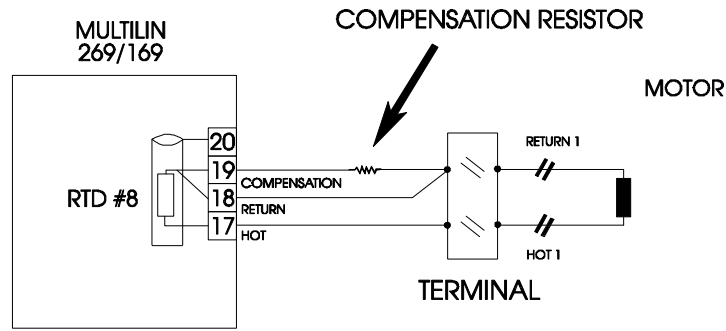 COMPENSATION RESISTOR
MULTILIN
269/169
MOTOR
20
RETURN 1
19
COMPENSATION
RTD #8
18
RETURN
17
HOT
HOT 1
TERMINAL